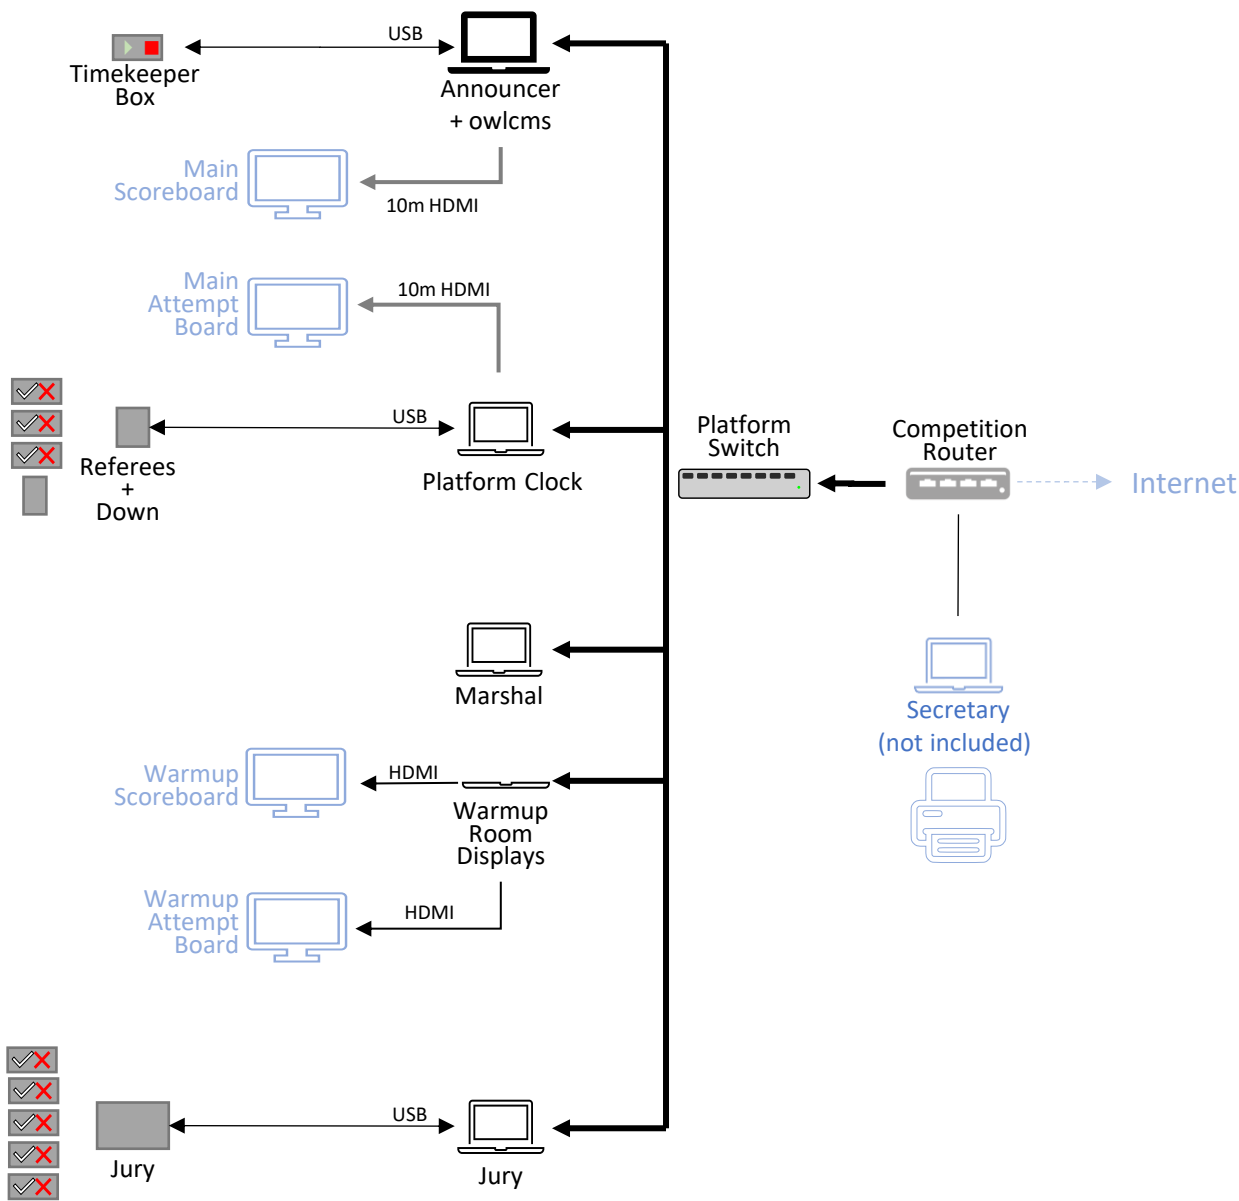 USB
Timekeeper
Box
Announcer
+ owlcms
Main
Scoreboard
10m HDMI
Main
Attempt
Board
10m HDMI
USB
Referees
+
Down
Platform Clock
Platform
Switch
Competition
Router
Internet
Marshal
Secretary
(not included)
Warmup
Scoreboard
HDMI
Warmup
Room
Displays
Warmup
Attempt
Board
HDMI
USB
Jury
Jury